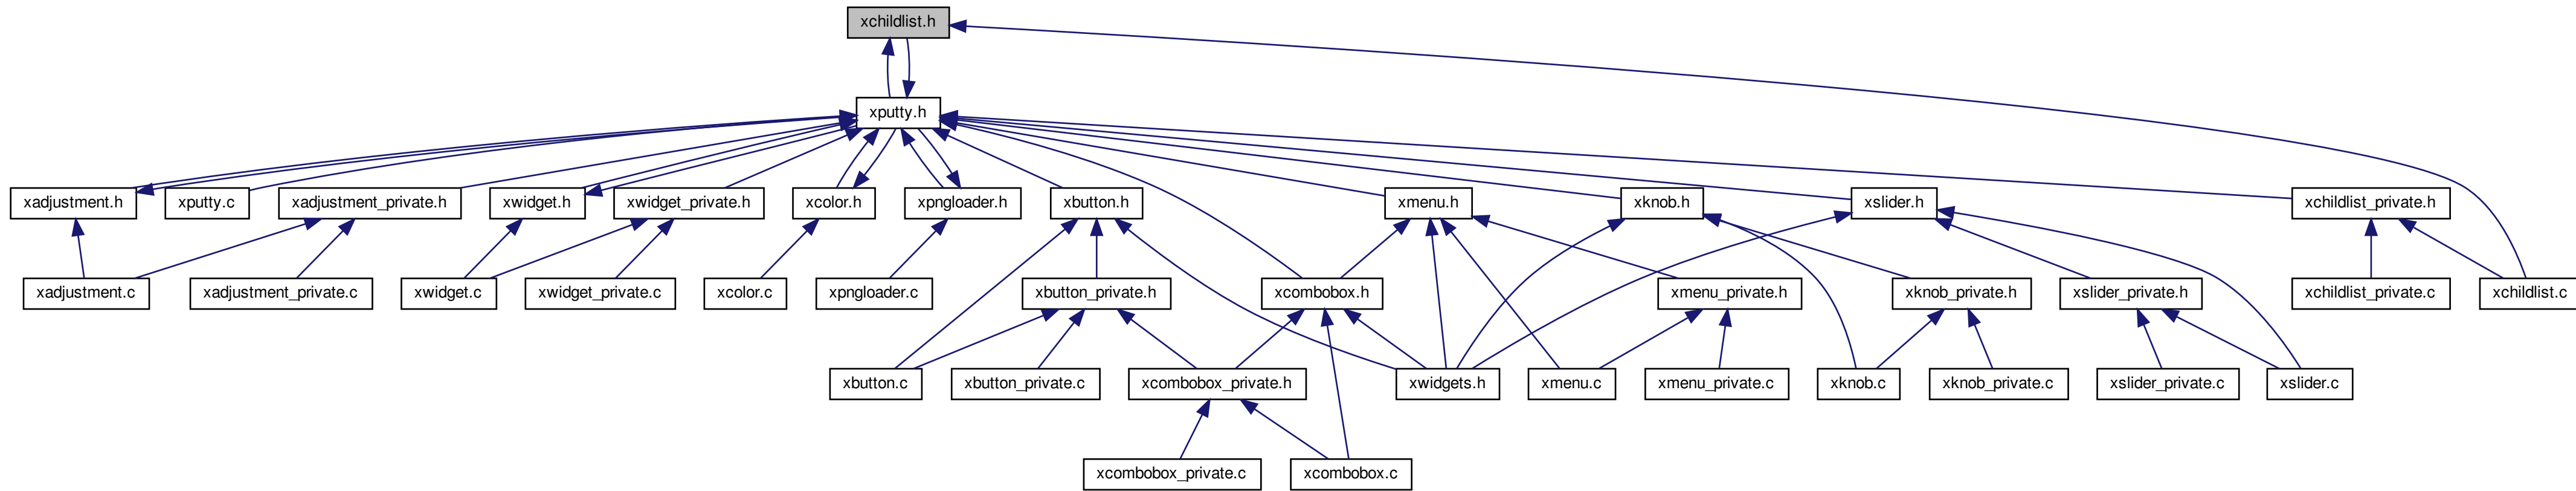 xchildlist.h
xputty.h
xadjustment.h
xputty.c
xadjustment_private.h
xwidget.h
xwidget_private.h
xcolor.h
xpngloader.h
xbutton.h
xmenu.h
xknob.h
xslider.h
xchildlist_private.h
xadjustment.c
xadjustment_private.c
xwidget.c
xwidget_private.c
xcolor.c
xpngloader.c
xbutton_private.h
xcombobox.h
xmenu_private.h
xknob_private.h
xslider_private.h
xchildlist_private.c
xchildlist.c
xbutton.c
xbutton_private.c
xcombobox_private.h
xwidgets.h
xmenu.c
xmenu_private.c
xknob.c
xknob_private.c
xslider_private.c
xslider.c
xcombobox_private.c
xcombobox.c